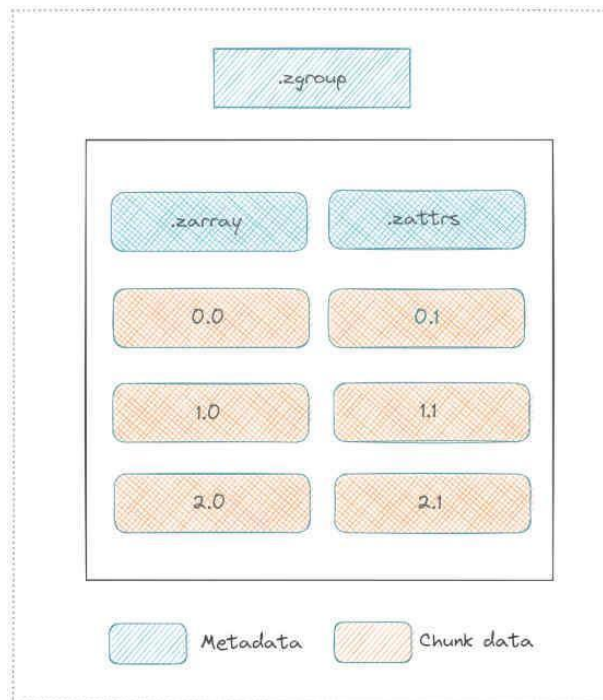 .zgroup
.zarray .zattrs
0.0 0.1
1.0 1.1
2.0 2.1
Metadata Chunk data